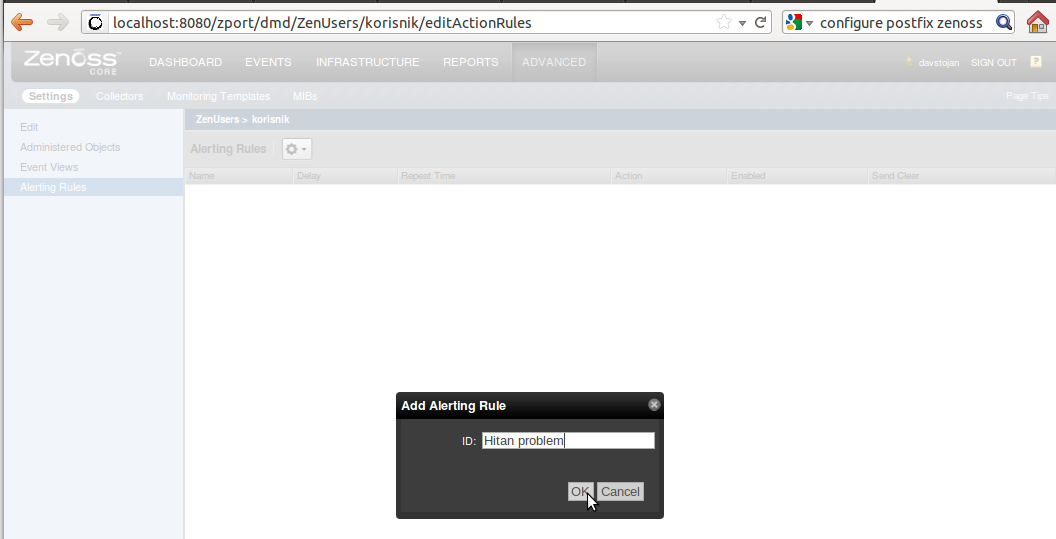 localhost:8080/zport/dmd/ZenUsers/korisnik/editActionRules configure postfix zenoss
Zenoss CORE DASHBOARD EVENTS INFRASTRUCTURE REPORTS ADVANCED davstojan SIGN OUT ?
Settings Collectors Monitoring Templates MIBs Page Tips
Edit
Administered Objects
Event Views
Alerting Rules
ZenUsers > korisnik
Alerting Rules
Name Delay Repeat Time Action Enabled Send Clear
Add Alerting Rule
ID: Hitan problem
OK Cancel